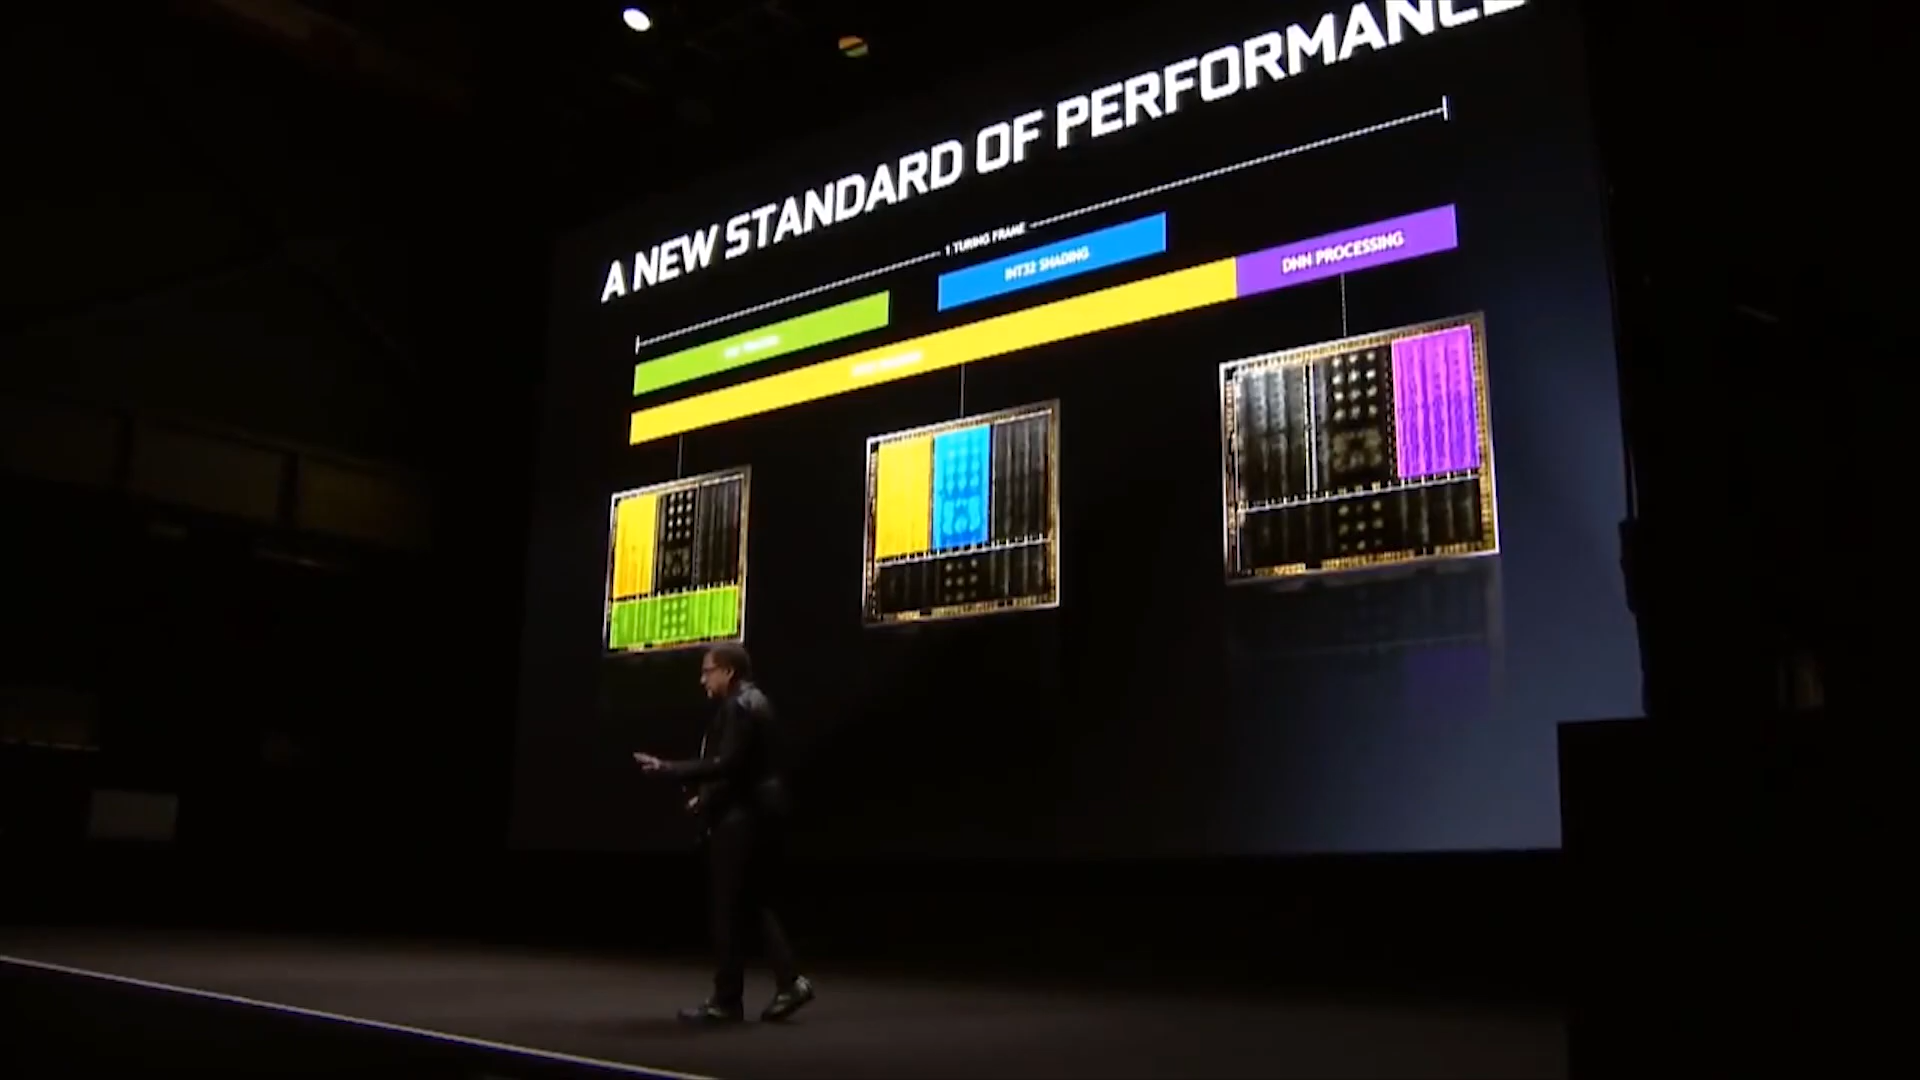 A NEW STANDARD OF PERFORMANCE
1 TURING FRAME
INT32 SHADING
DNN PROCESSING